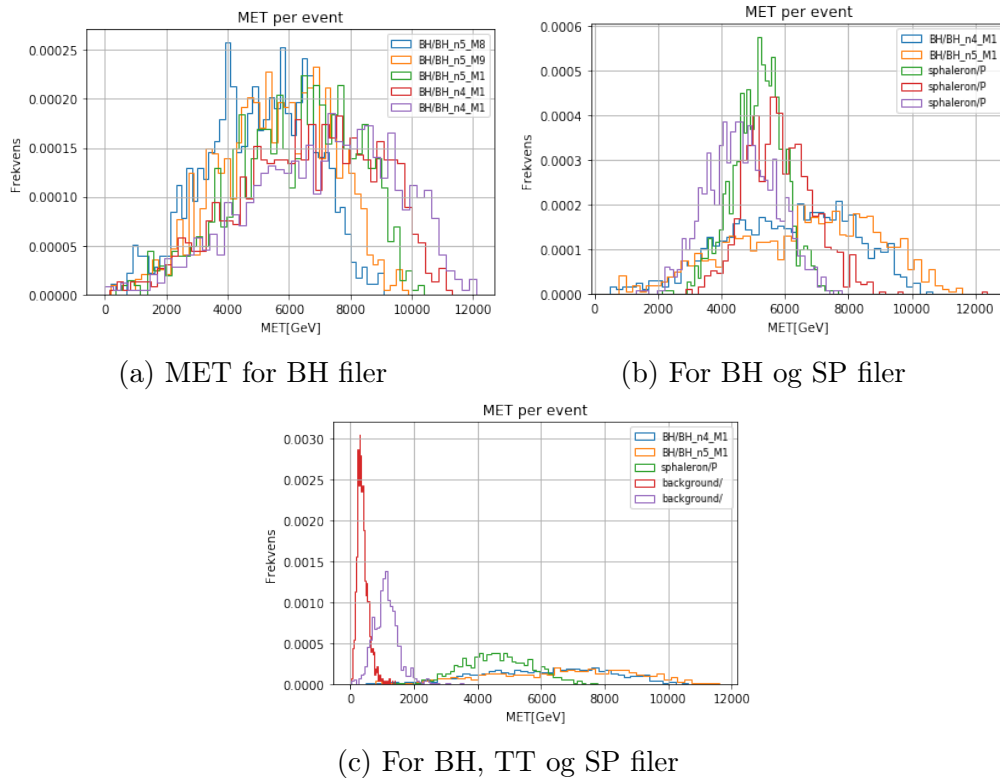 MET per event
0.00025
0.00020
0.00015
0.00010
0.00005
0.00000
Frekvens
BH/BH_n5_M8
BH/BH_n5_M9
BH/BH_n5_M1
BH/BH_n4_M1
BH/BH_n4_M1
0 2000 4000 6000 8000 10000 12000
MET[GeV]
(a) MET for BH filer
MET per event
0.0006
0.0005
0.0004
0.0003
0.0002
0.0001
0.0000
Frekvens
BH/BH_n4_M1
BH/BH_n5_M1
sphaleron/P
sphaleron/P
sphaleron/P
0 2000 4000 6000 8000 10000 12000
MET[GeV]
(b) For BH og SP filer
MET per event
0.0030
0.0025
0.0020
0.0015
0.0010
0.0005
0.0000
Frekvens
BH/BH_n4_M1
BH/BH_n5_M1
sphaleron/P
background/
background/
0 2000 4000 6000 8000 10000 12000
MET[GeV]
(c) For BH, TT og SP filer